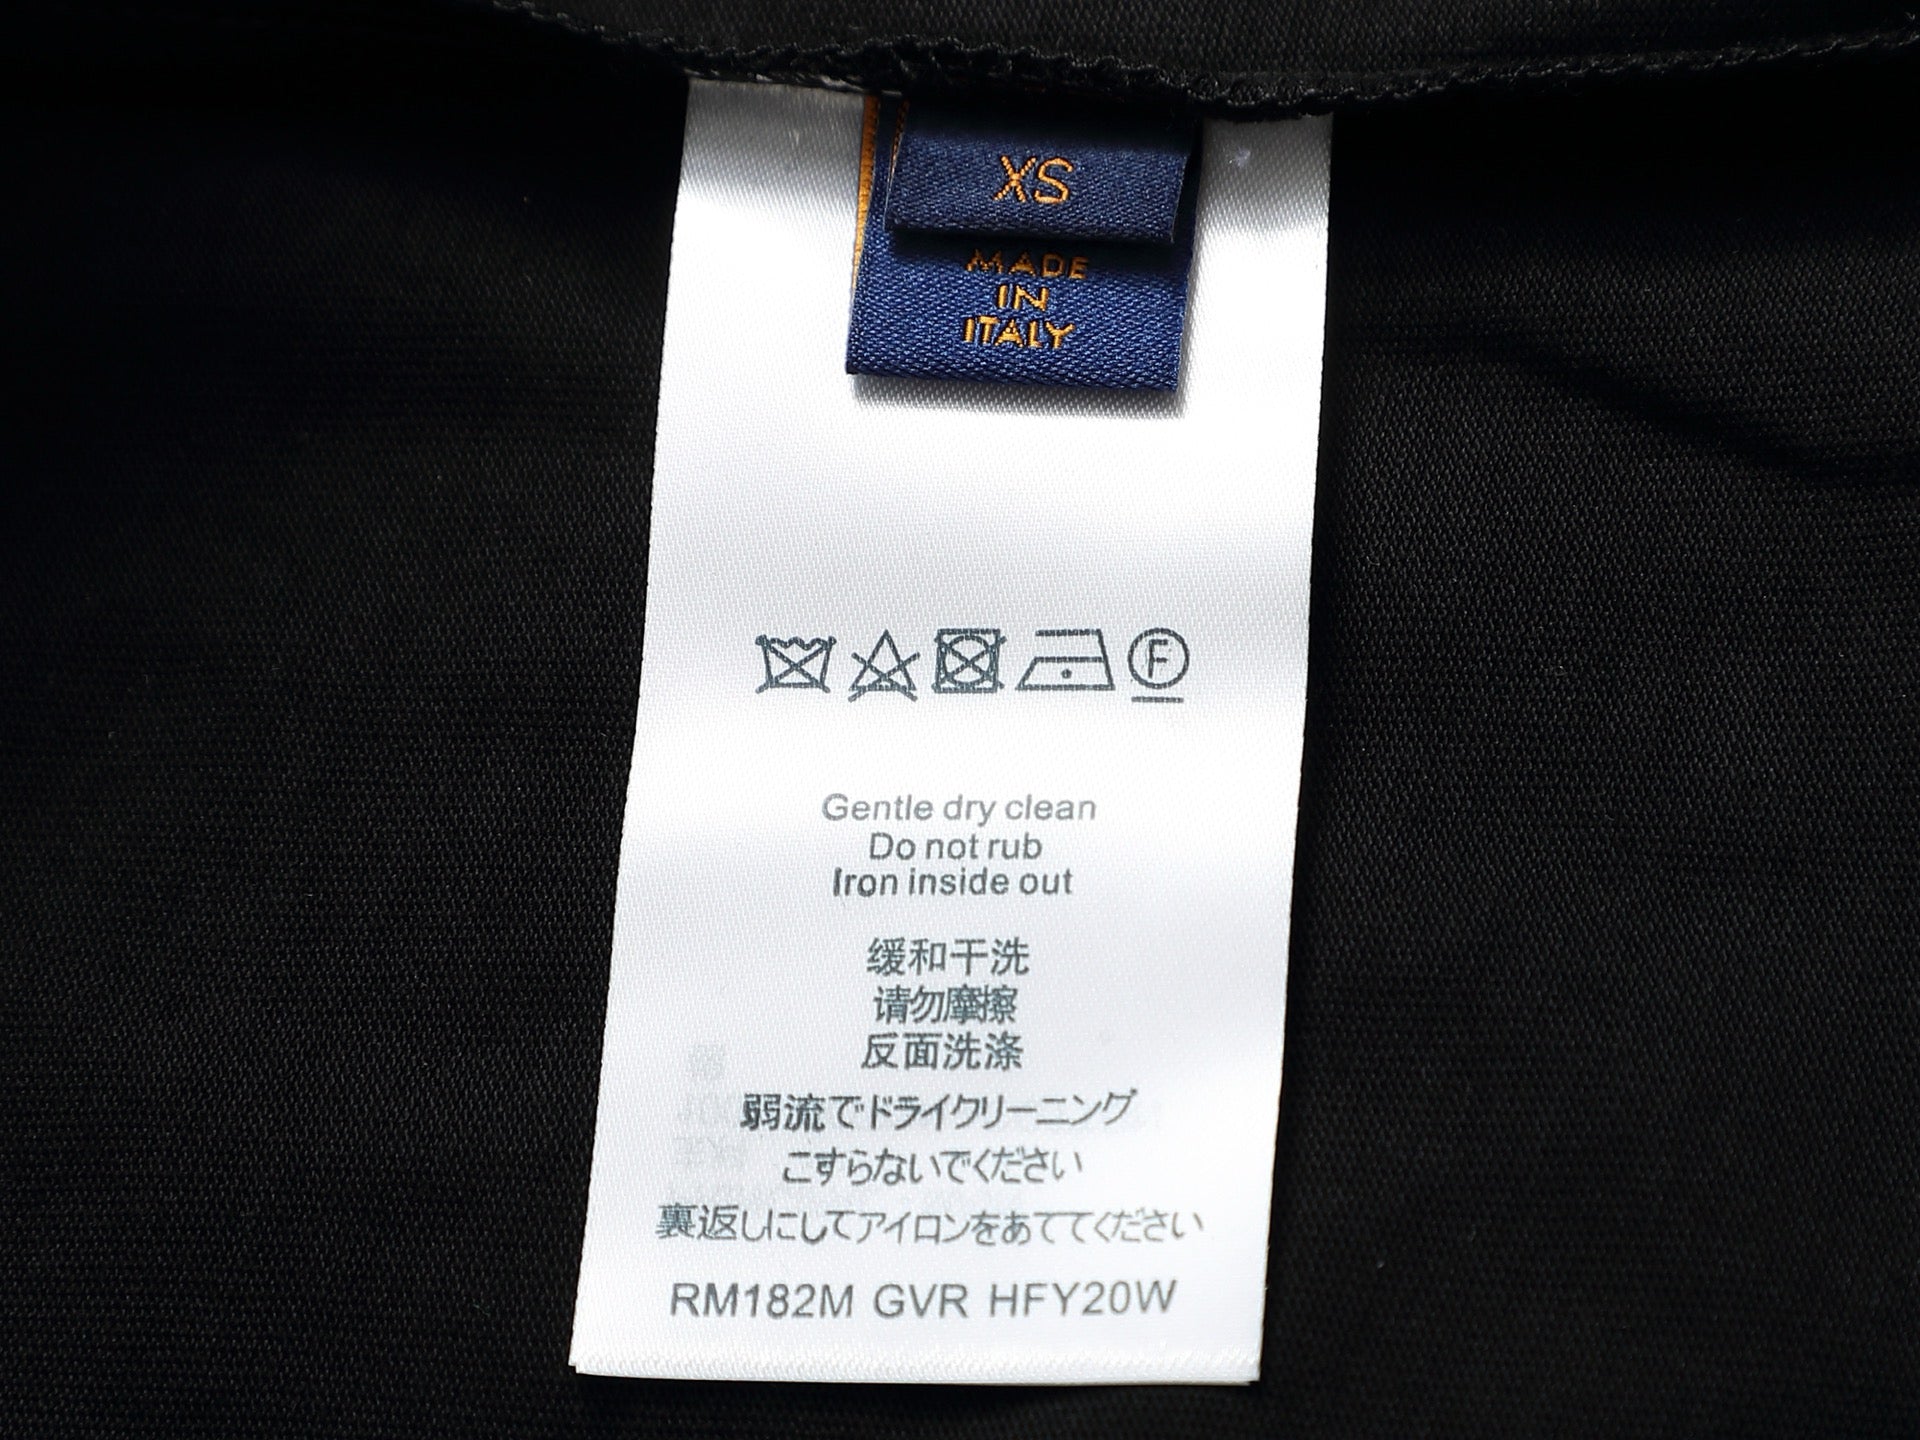 XS
MADE
IN
ITALY
F
Gentle dry clean
Do not rub
Iron inside out
缓和干洗
请勿摩擦
反面洗涤
弱流でドライクリーニング
こすらないでください
裏返しにしてアイロンをあててください
RM182M GVR HFY20W